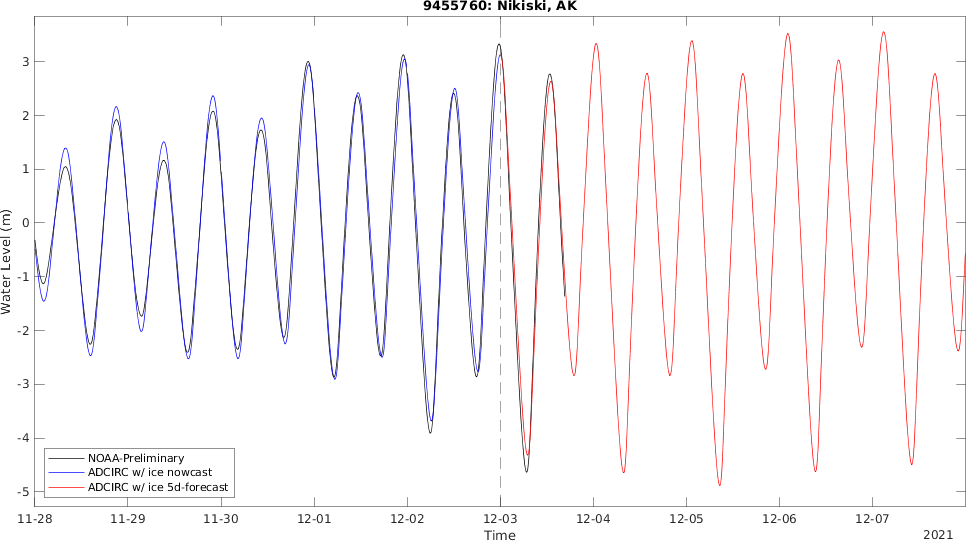 9455760: Nikiski, AK
Water Level (m)
3
2
1
0
-1
-2
-3
-4
-5
NOAA-Preliminary
ADCIRC w/ ice nowcast
ADCIRC w/ ice 5d-forecast
11-28 11-29 11-30 12-01 12-02 12-03 12-04 12-05 12-06 12-07
Time
2021